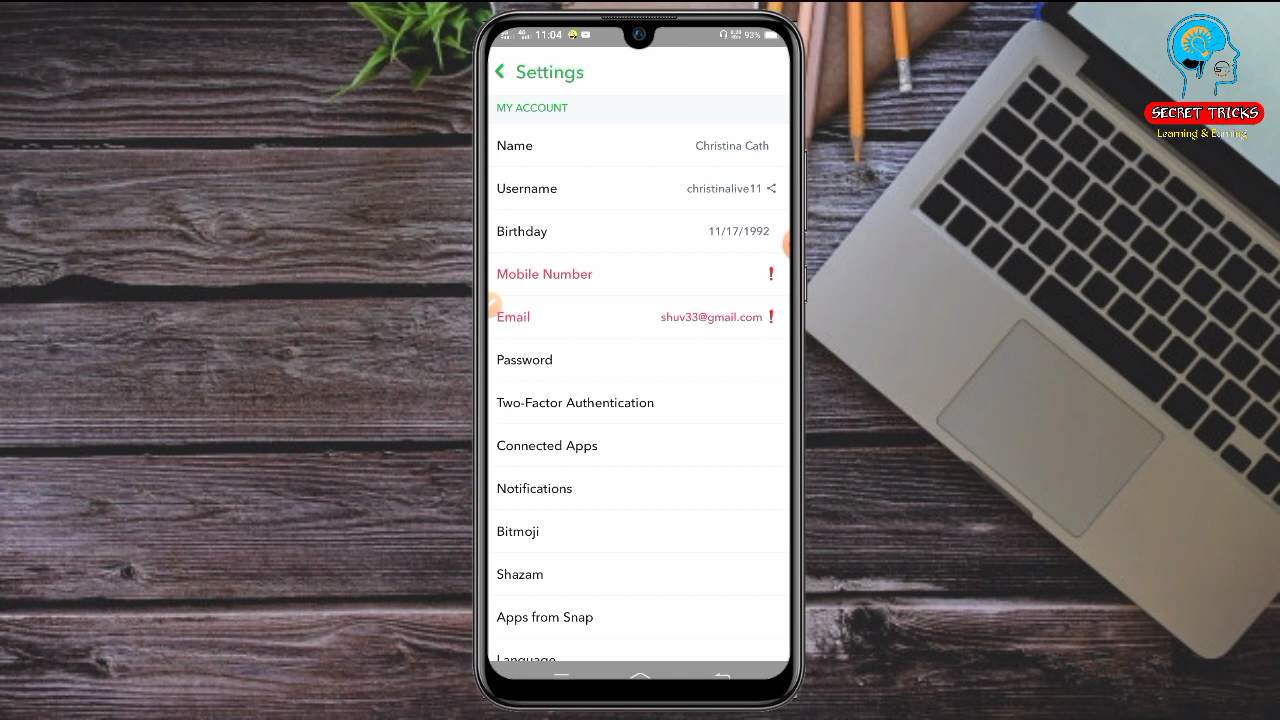 11:04
93%
Settings
MY ACCOUNT
Name Christina Cath
Username christinalive11
Birthday 11/17/1992
Mobile Number !
Email shuv33@gmail.com !
Password
Two-Factor Authentication
Connected Apps
Notifications
Bitmoji
Shazam
Apps from Snap
Language
SECRET TRICKS
Learning & Earning